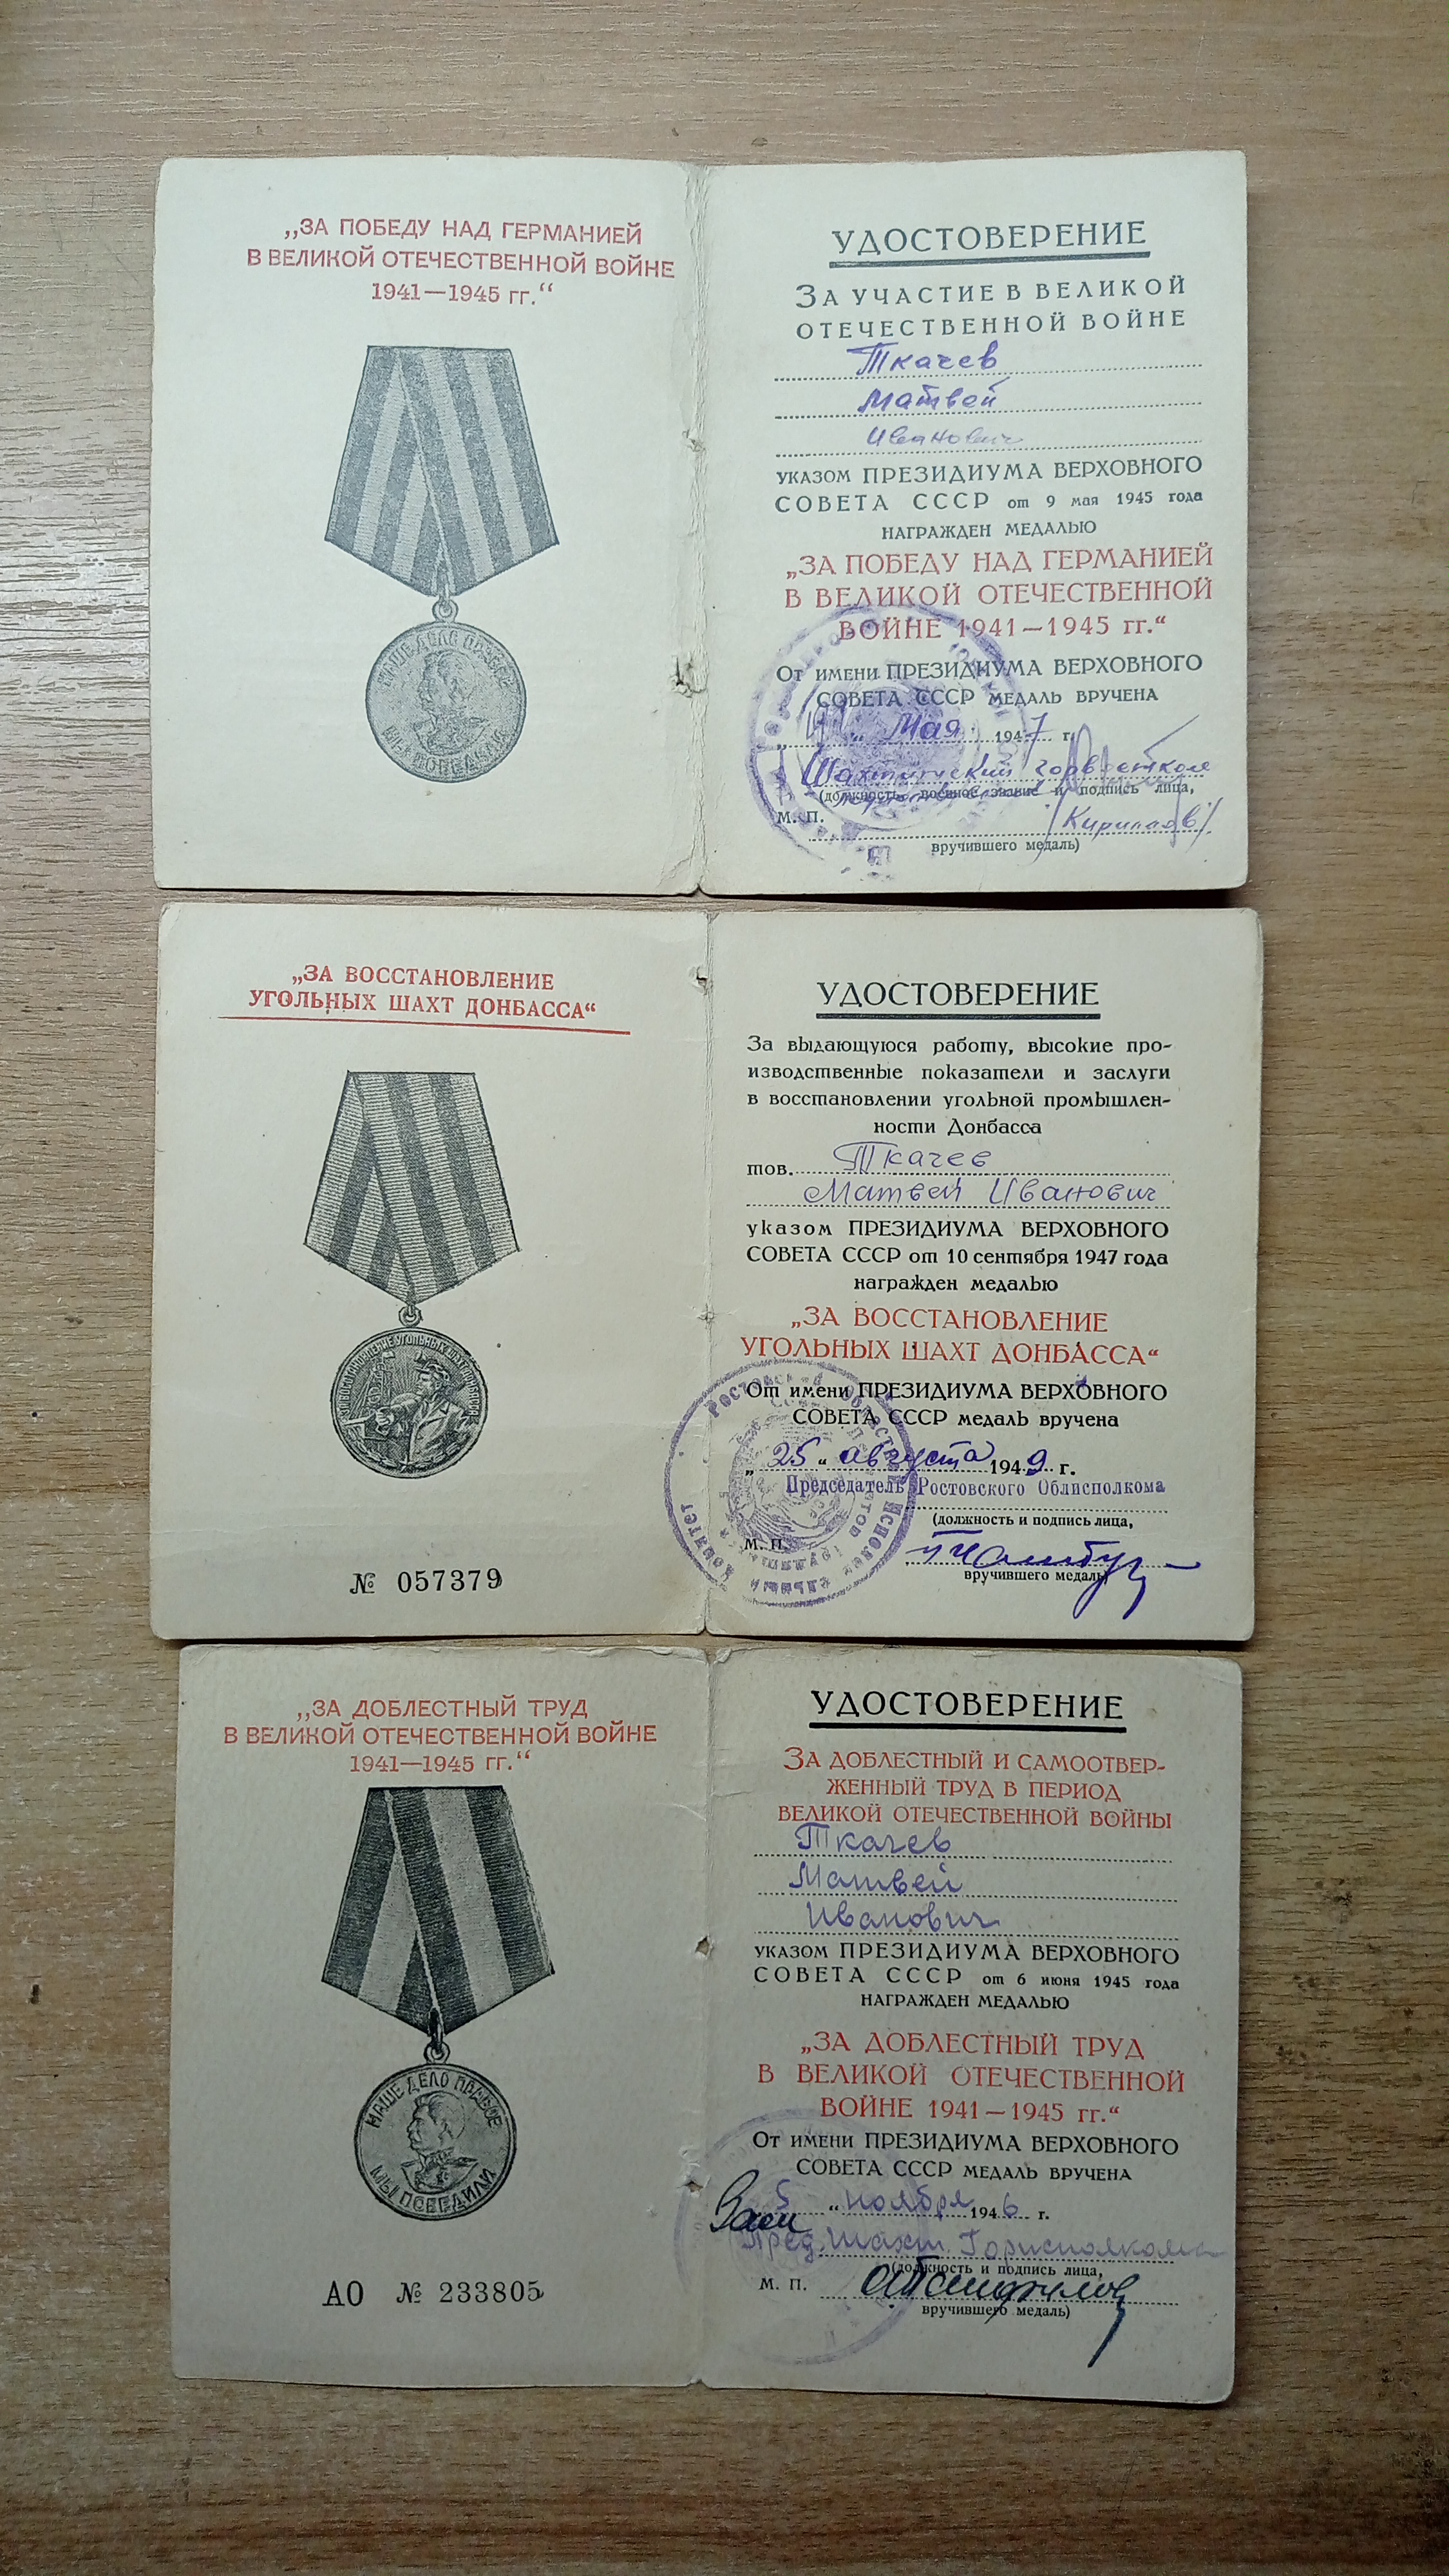 „ЗА ПОБЕДУ НАД ГЕРМАНИЕЙ
В ВЕЛИКОЙ ОТЕЧЕСТВЕННОЙ ВОЙНЕ
1941—1945 гг.“
НАШЕ ДЕЛО ПРАВОЕ
МЫ ПОБЕДИЛИ
УДОСТОВЕРЕНИЕ
ЗА УЧАСТИЕ В ВЕЛИКОЙ
ОТЕЧЕСТВЕННОЙ ВОЙНЕ
Ткачев
Матвей
Иванович
УКАЗОМ ПРЕЗИДИУМА ВЕРХОВНОГО
СОВЕТА СССР от 9 мая 1945 года
НАГРАЖДЕН МЕДАЛЬЮ
„ЗА ПОБЕДУ НАД ГЕРМАНИЕЙ
В ВЕЛИКОЙ ОТЕЧЕСТВЕННОЙ
ВОЙНЕ 1941—1945 гг.“
ОТ ИМЕНИ ПРЕЗИДИУМА ВЕРХОВНОГО
СОВЕТА СССР МЕДАЛЬ ВРУЧЕНА
Мая 1947 г.
Шахтинский горвоенком
(должность, военное звание и подпись лица,
М. П.
/Кириллов/
вручившего медаль)
„ЗА ВОССТАНОВЛЕНИЕ
УГОЛЬНЫХ ШАХТ ДОНБАССА“
№ 057379
УДОСТОВЕРЕНИЕ
За выдающуюся работу, высокие про-
изводственные показатели и заслуги
в восстановлении угольной промышлен-
ности Донбасса
тов. Ткачев
Матвей Иванович
указом ПРЕЗИДИУМА ВЕРХОВНОГО
СОВЕТА СССР от 10 сентября 1947 года
награжден медалью
„ЗА ВОССТАНОВЛЕНИЕ
УГОЛЬНЫХ ШАХТ ДОНБАССА“
От имени ПРЕЗИДИУМА ВЕРХОВНОГО
СОВЕТА СССР медаль вручена
„25“ августа 1949 г.
Председатель Ростовского Облисполкома
(должность и подпись лица,
М. П.
вручившего медаль)
„ЗА ДОБЛЕСТНЫЙ ТРУД
В ВЕЛИКОЙ ОТЕЧЕСТВЕННОЙ ВОЙНЕ
1941—1945 гг.“
НАШЕ ДЕЛО ПРАВОЕ
МЫ ПОБЕДИЛИ
АО № 233805
УДОСТОВЕРЕНИЕ
ЗА ДОБЛЕСТНЫЙ И САМООТВЕР-
ЖЕННЫЙ ТРУД В ПЕРИОД
ВЕЛИКОЙ ОТЕЧЕСТВЕННОЙ ВОЙНЫ
Ткачев
Матвей
Иванович
УКАЗОМ ПРЕЗИДИУМА ВЕРХОВНОГО
СОВЕТА СССР от 6 июня 1945 года
НАГРАЖДЕН МЕДАЛЬЮ
„ЗА ДОБЛЕСТНЫЙ ТРУД
В ВЕЛИКОЙ ОТЕЧЕСТВЕННОЙ
ВОЙНЕ 1941—1945 гг.“
ОТ ИМЕНИ ПРЕЗИДИУМА ВЕРХОВНОГО
СОВЕТА СССР МЕДАЛЬ ВРУЧЕНА
5 “ ноября 1946 г.
Зам
Пред. Шахт. Горисполкома
(должность и подпись лица,
М. П.
вручившего медаль)